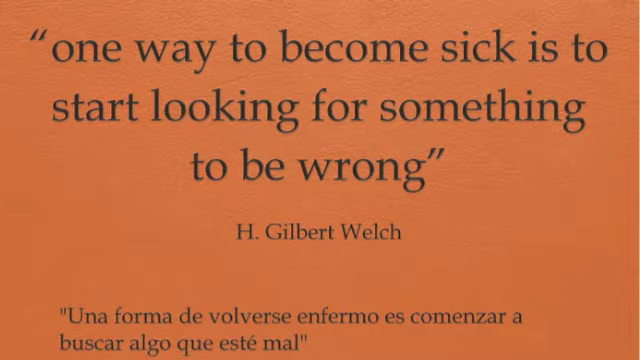 “one way to become sick is to
start looking for something
to be wrong”
H. Gilbert Welch
"Una forma de volverse enfermo es comenzar a
buscar algo que esté mal"